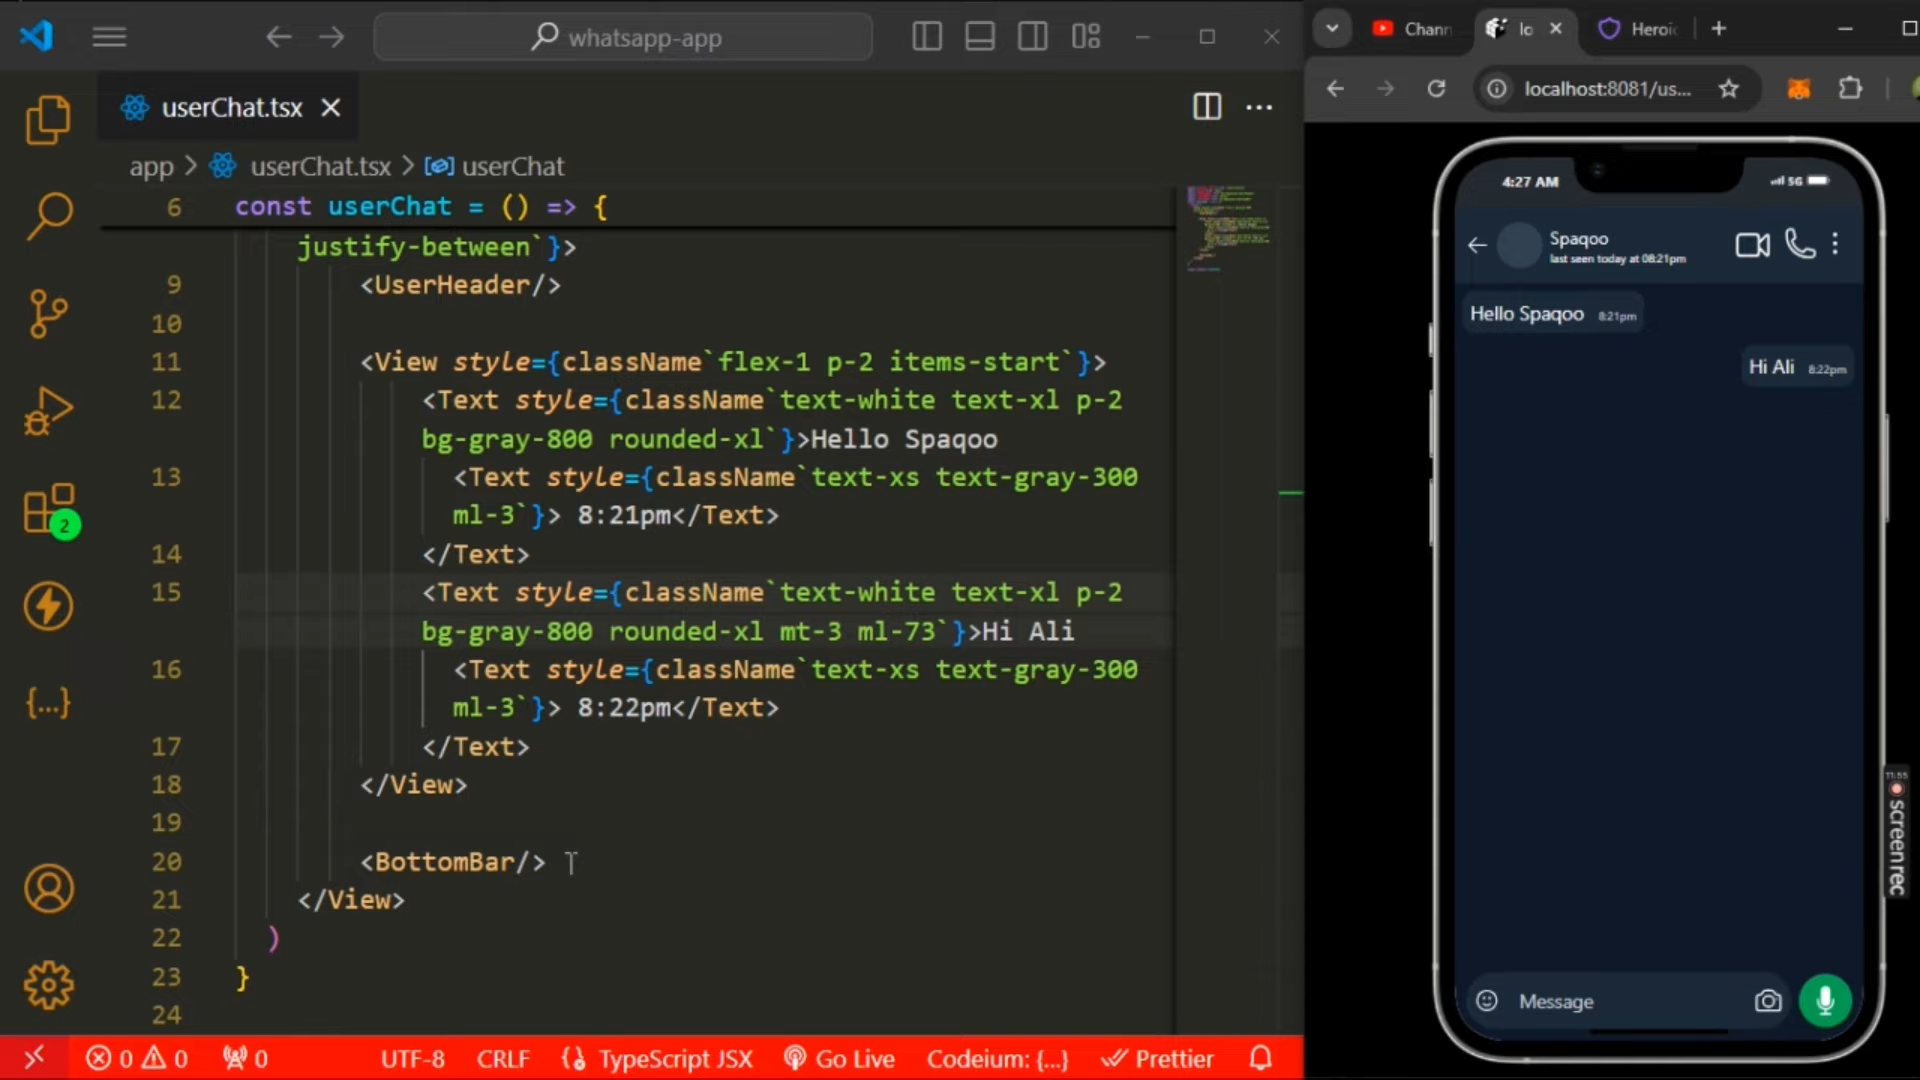 whatsapp-app
userChat.tsx
app > userChat.tsx > userChat
6 const userChat = () => {
justify-between`}>
9 <UserHeader/>
10
11 <View style={className`flex-1 p-2 items-start`}>
12 <Text style={className`text-white text-xl p-2
bg-gray-800 rounded-xl`}>Hello Spaqoo
13 <Text style={className`text-xs text-gray-300
ml-3`}> 8:21pm</Text>
14 </Text>
15 <Text style={className`text-white text-xl p-2
bg-gray-800 rounded-xl mt-3 ml-73`}>Hi Ali
16 <Text style={className`text-xs text-gray-300
ml-3`}> 8:22pm</Text>
17 </Text>
18 </View>
19
20 <BottomBar/>
21 </View>
22 )
23 }
24
2
0 0 0 UTF-8 CRLF TypeScript JSX Go Live Codeium: {...} Prettier
Chann lo Heroic
localhost:8081/us...
4:27 AM 5G
Spaqoo
last seen today at 08:21pm
Hello Spaqoo 8:21pm
Hi Ali 8:22pm
Message
11:55
screenrec